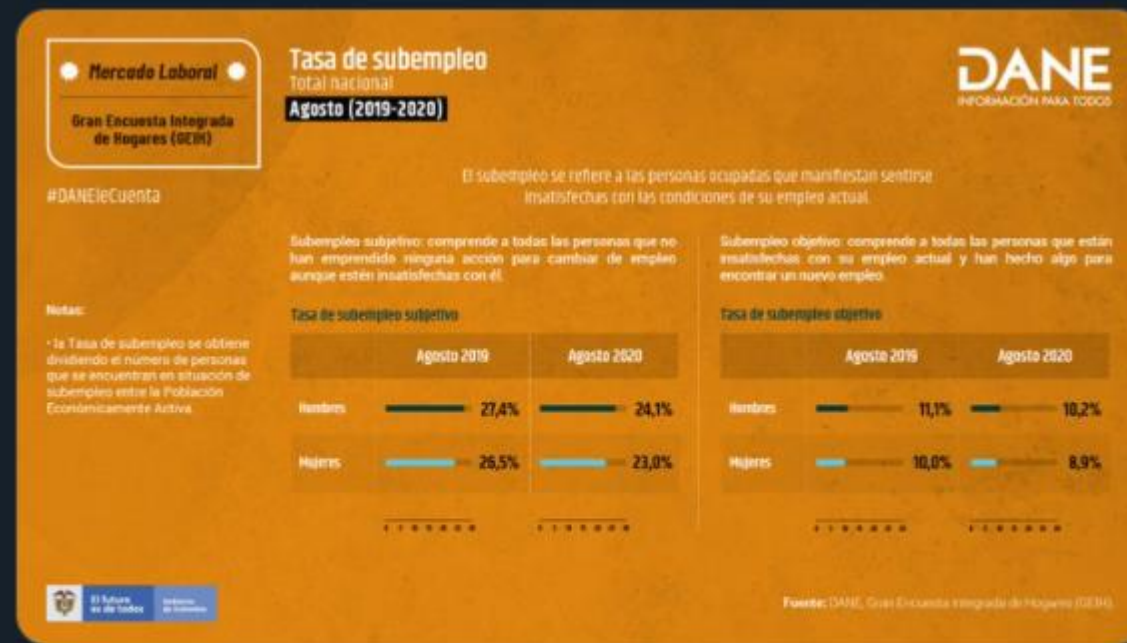 Mercado Laboral
Gran Encuesta Integrada
de Hogares (GEIH)
#DANEleCuenta
Notas:
• la Tasa de subempleo se obtiene
dividiendo el número de personas
que se encuentran en situación de
subempleo entre la Población
Económicamente Activa.
Tasa de subempleo
Total nacional
Agosto (2019-2020)
DANE
INFORMACIÓN PARA TODOS
El subempleo se refiere a las personas ocupadas que manifiestan sentirse
insatisfechas con las condiciones de su empleo actual.
Subempleo subjetivo: comprende a todas las personas que no
han emprendido ninguna acción para cambiar de empleo
aunque estén insatisfechas con él.
Tasa de subempleo subjetivo
Agosto 2019 Agosto 2020
Hombres 27,4% 24,1%
Mujeres 26,5% 23,0%
Subempleo objetivo: comprende a todas las personas que están
insatisfechas con su empleo actual y han hecho algo para
encontrar un nuevo empleo.
Tasa de subempleo objetivo
Agosto 2019 Agosto 2020
Hombres 11,1% 10,2%
Mujeres 10,0% 8,9%
El futuro
es de todos
Gobierno
de Colombia
Fuente: DANE, Gran Encuesta Integrada de Hogares (GEIH)